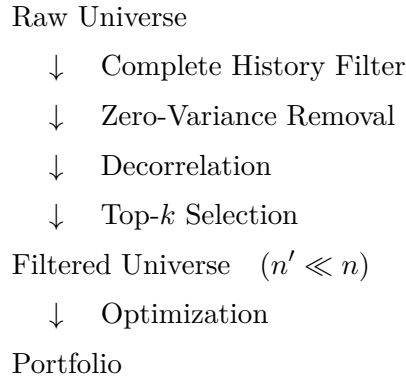 Raw Universe
↓ Complete History Filter
↓ Zero-Variance Removal
↓ Decorrelation
↓ Top-k Selection
Filtered Universe (n′ ≪ n)
↓ Optimization
Portfolio